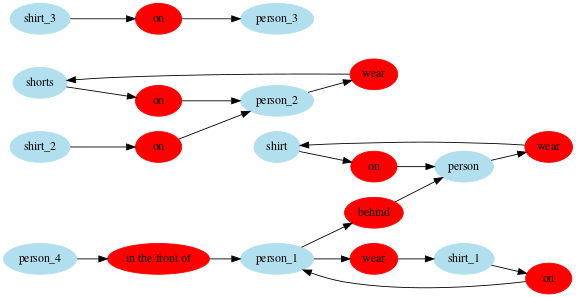 shirt_3 on person_3
shorts wear
on person_2
shirt_2 on
shirt wear
on person
behind
person_4 in the front of person_1 wear shirt_1
on